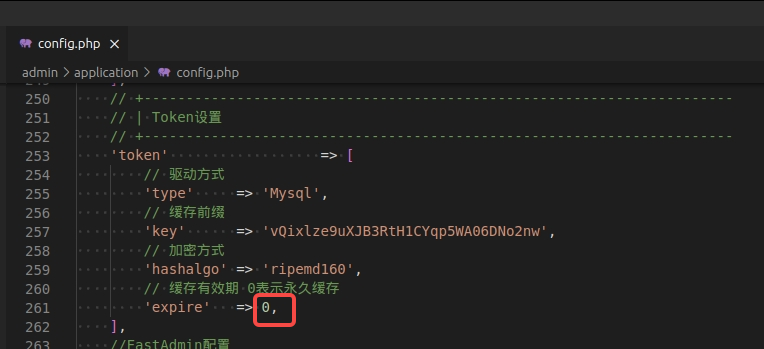 config.php ×
admin > application > config.php
249 ],
250 // +----------------------------------------------------------------------
251 // | Token设置
252 // +----------------------------------------------------------------------
253 'token' => [
254 // 驱动方式
255 'type' => 'Mysql',
256 // 缓存前缀
257 'key' => 'vQixlze9uXJB3RtH1CYqp5WA06DNo2nw',
258 // 加密方式
259 'hashalgo' => 'ripemd160',
260 // 缓存有效期 0表示永久缓存
261 'expire' => 0,
262 ],
263 //FastAdmin配置